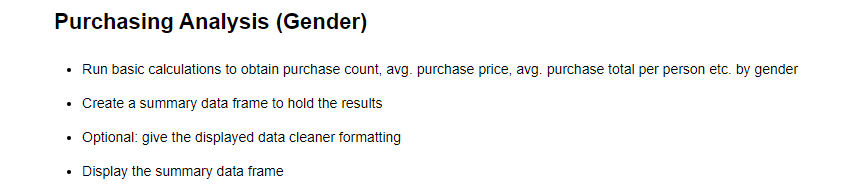 Purchasing Analysis (Gender)
• Run basic calculations to obtain purchase count, avg. purchase price, avg. purchase total per person etc. by gender
• Create a summary data frame to hold the results
• Optional: give the displayed data cleaner formatting
• Display the summary data frame